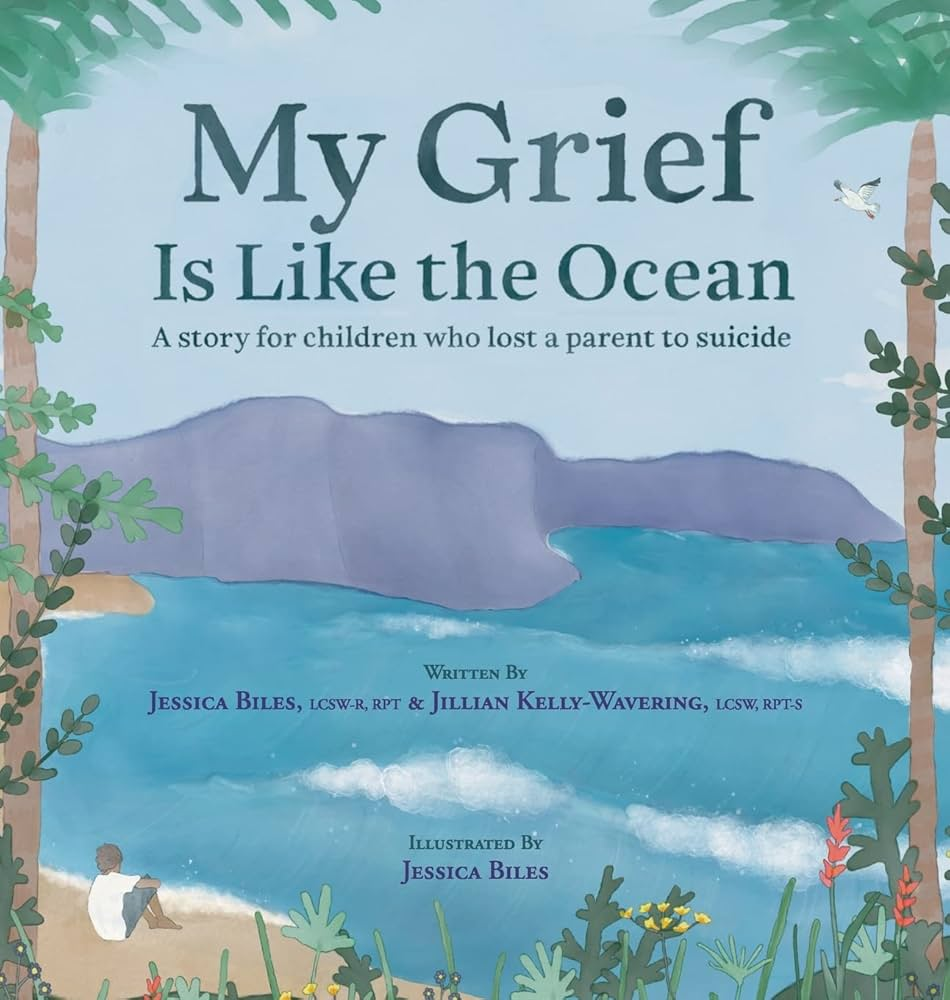 My Grief
Is Like the Ocean
A story for children who lost a parent to suicide
Written By
Jessica Biles, LCSW-R, RPT & Jillian Kelly-Wavering, LCSW, RPT-S
Illustrated By
Jessica Biles